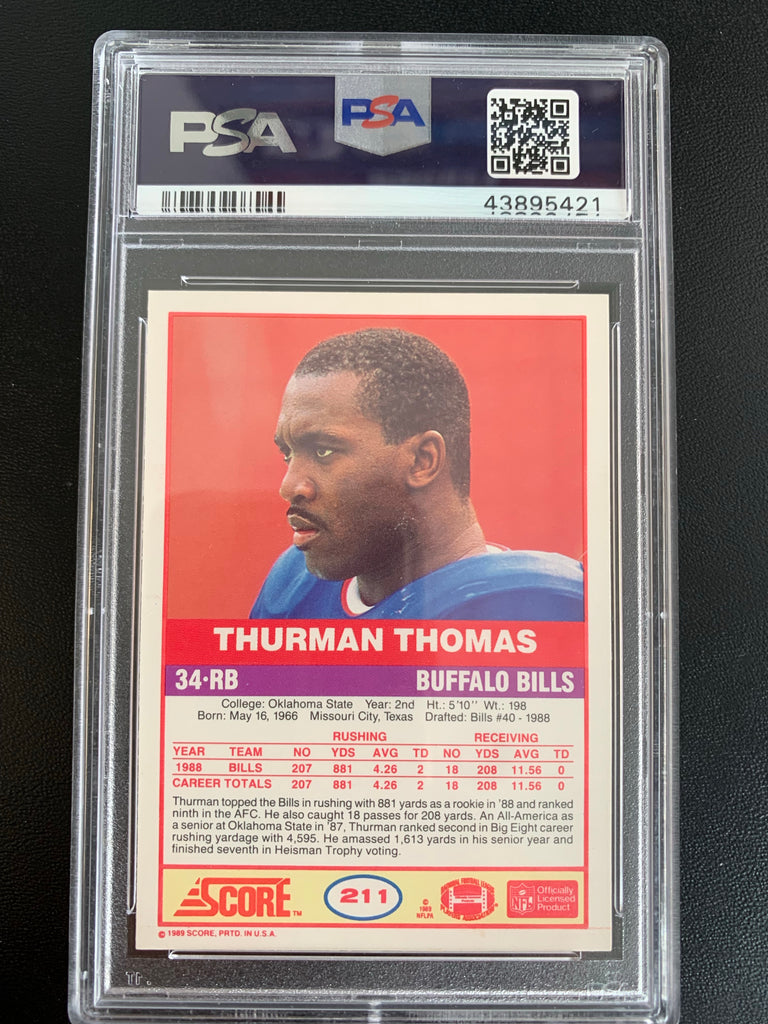 PSA PSA
43895421
THURMAN THOMAS
34·RB BUFFALO BILLS
College: Oklahoma State Year: 2nd Ht.: 5'10'' Wt.: 198
Born: May 16, 1966 Missouri City, Texas Drafted: Bills #40 - 1988
RUSHING RECEIVING
YEAR TEAM NO YDS AVG TD NO YDS AVG TD
1988 BILLS 207 881 4.26 2 18 208 11.56 0
CAREER TOTALS 207 881 4.26 2 18 208 11.56 0
Thurman topped the Bills in rushing with 881 yards as a rookie in '88 and ranked
ninth in the AFC. He also caught 18 passes for 208 yards. An All-America as
a senior at Oklahoma State in '87, Thurman ranked second in Big Eight career
rushing yardage with 4,595. He amassed 1,613 yards in his senior year and
finished seventh in Heisman Trophy voting.
SCORE™ 211
© 1989 NFLPA
NFL Officially
Licensed
Product
© 1989 SCORE, PRTD. IN U.S.A.